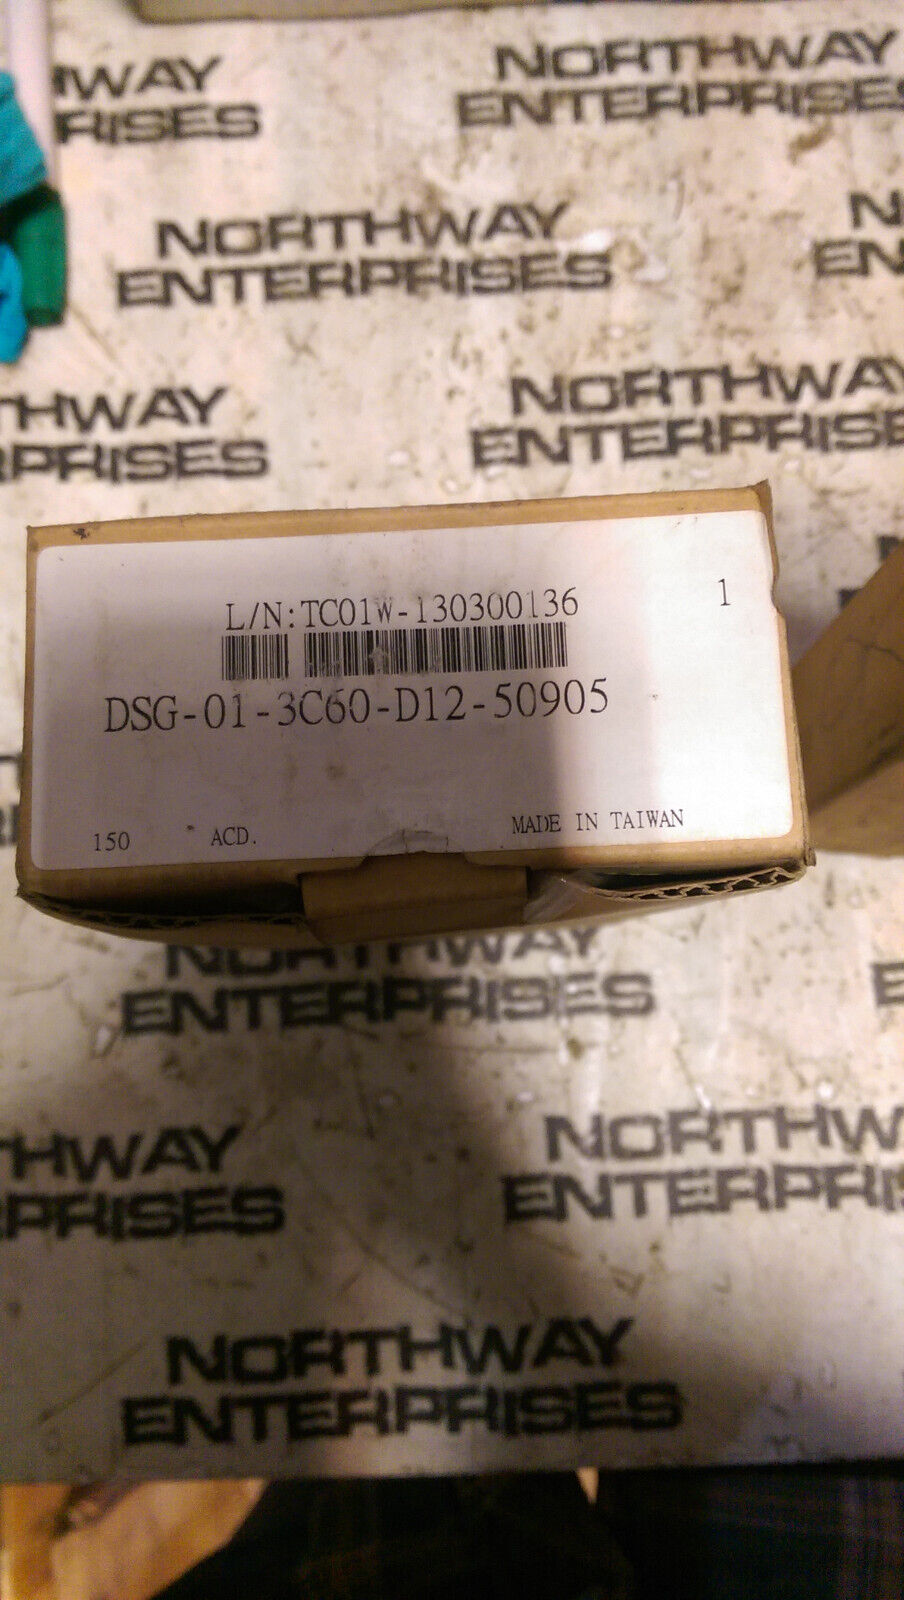 NORTHWAY
ENTERPRISES
NORTHWAY
ENTERPRISES
NORTHWAY
ENTERPRISES
L/N:TC01W-130300136
1
DSG-01-3C60-D12-50905
150
ACD.
MADE IN TAIWAN
NORTHWAY
ENTERPRISES
NORTHWAY
ENTERPRISES